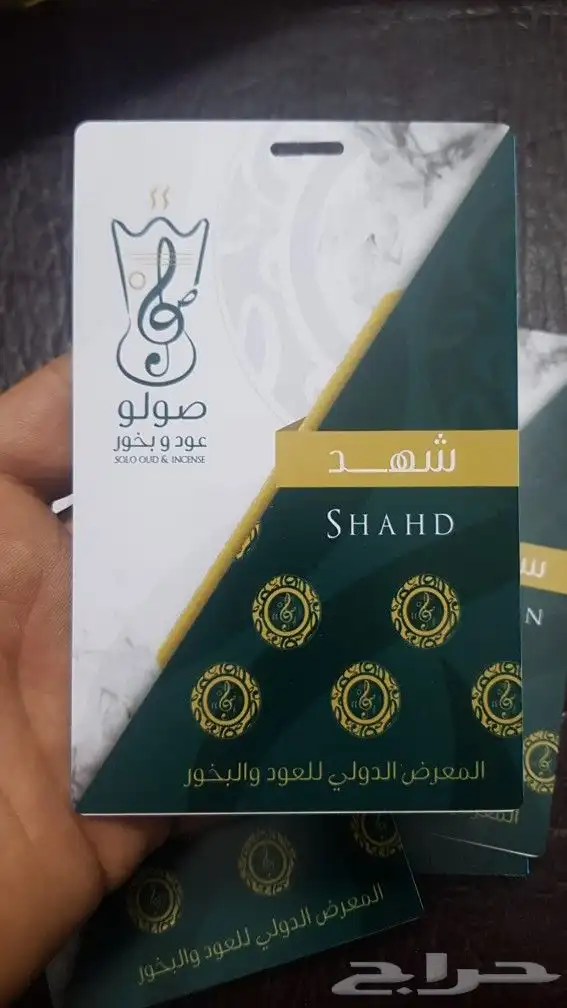 صولو
عود و بخور
SOLO OUD & INCENSE
شهد
SHAHD
المعرض الدولي للعود والبخور
N
المعرض الدولي للعود والبخور
حراج